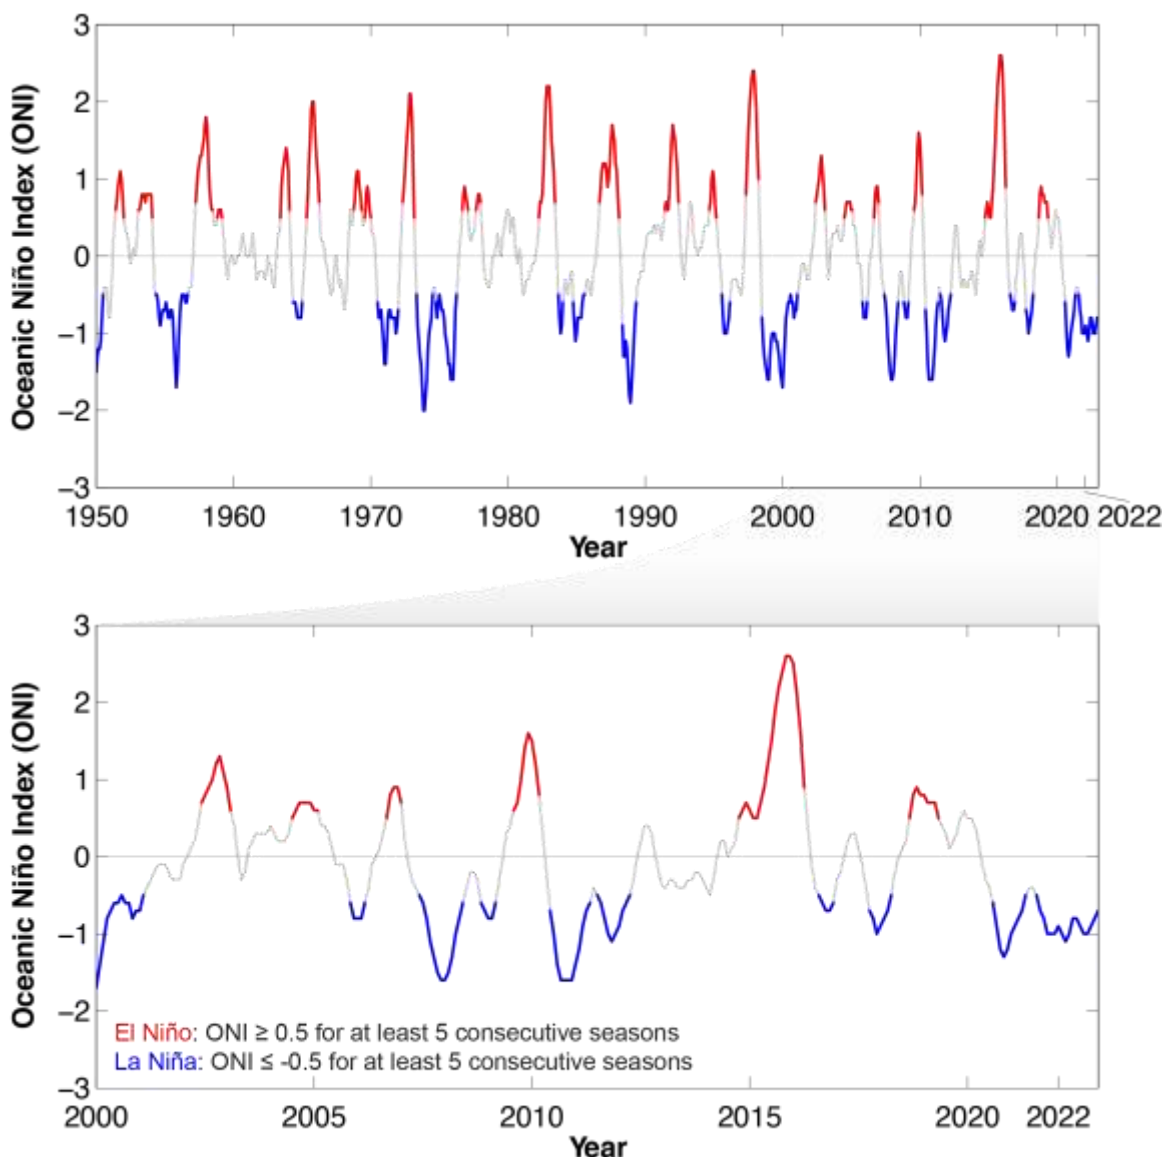 Oceanic Niño Index (ONI)
3
2
1
0
−1
−2
−3
1950 1960 1970 1980 1990 2000 2010 2020 2022
Year
Oceanic Niño Index (ONI)
3
2
1
0
−1
−2
−3
El Niño: ONI ≥ 0.5 for at least 5 consecutive seasons
La Niña: ONI ≤ -0.5 for at least 5 consecutive seasons
2000 2005 2010 2015 2020 2022
Year